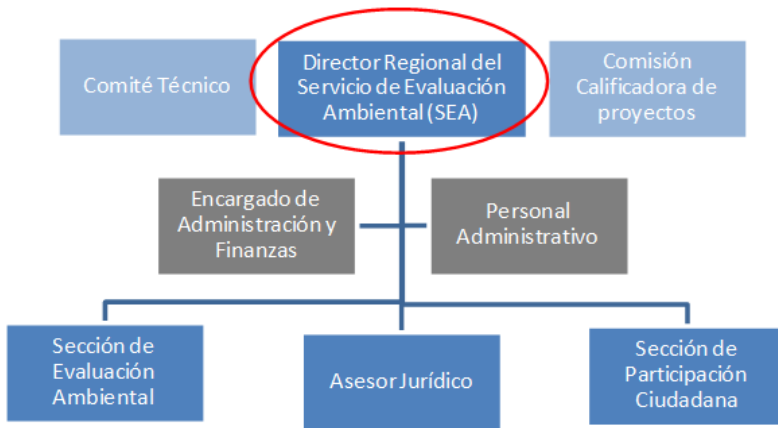 Comité Técnico
Director Regional del
Servicio de Evaluación
Ambiental (SEA)
Comisión
Calificadora de
proyectos
Encargado de
Administración y
Finanzas
Personal
Administrativo
Sección de
Evaluación
Ambiental
Asesor Jurídico
Sección de
Participación
Ciudadana